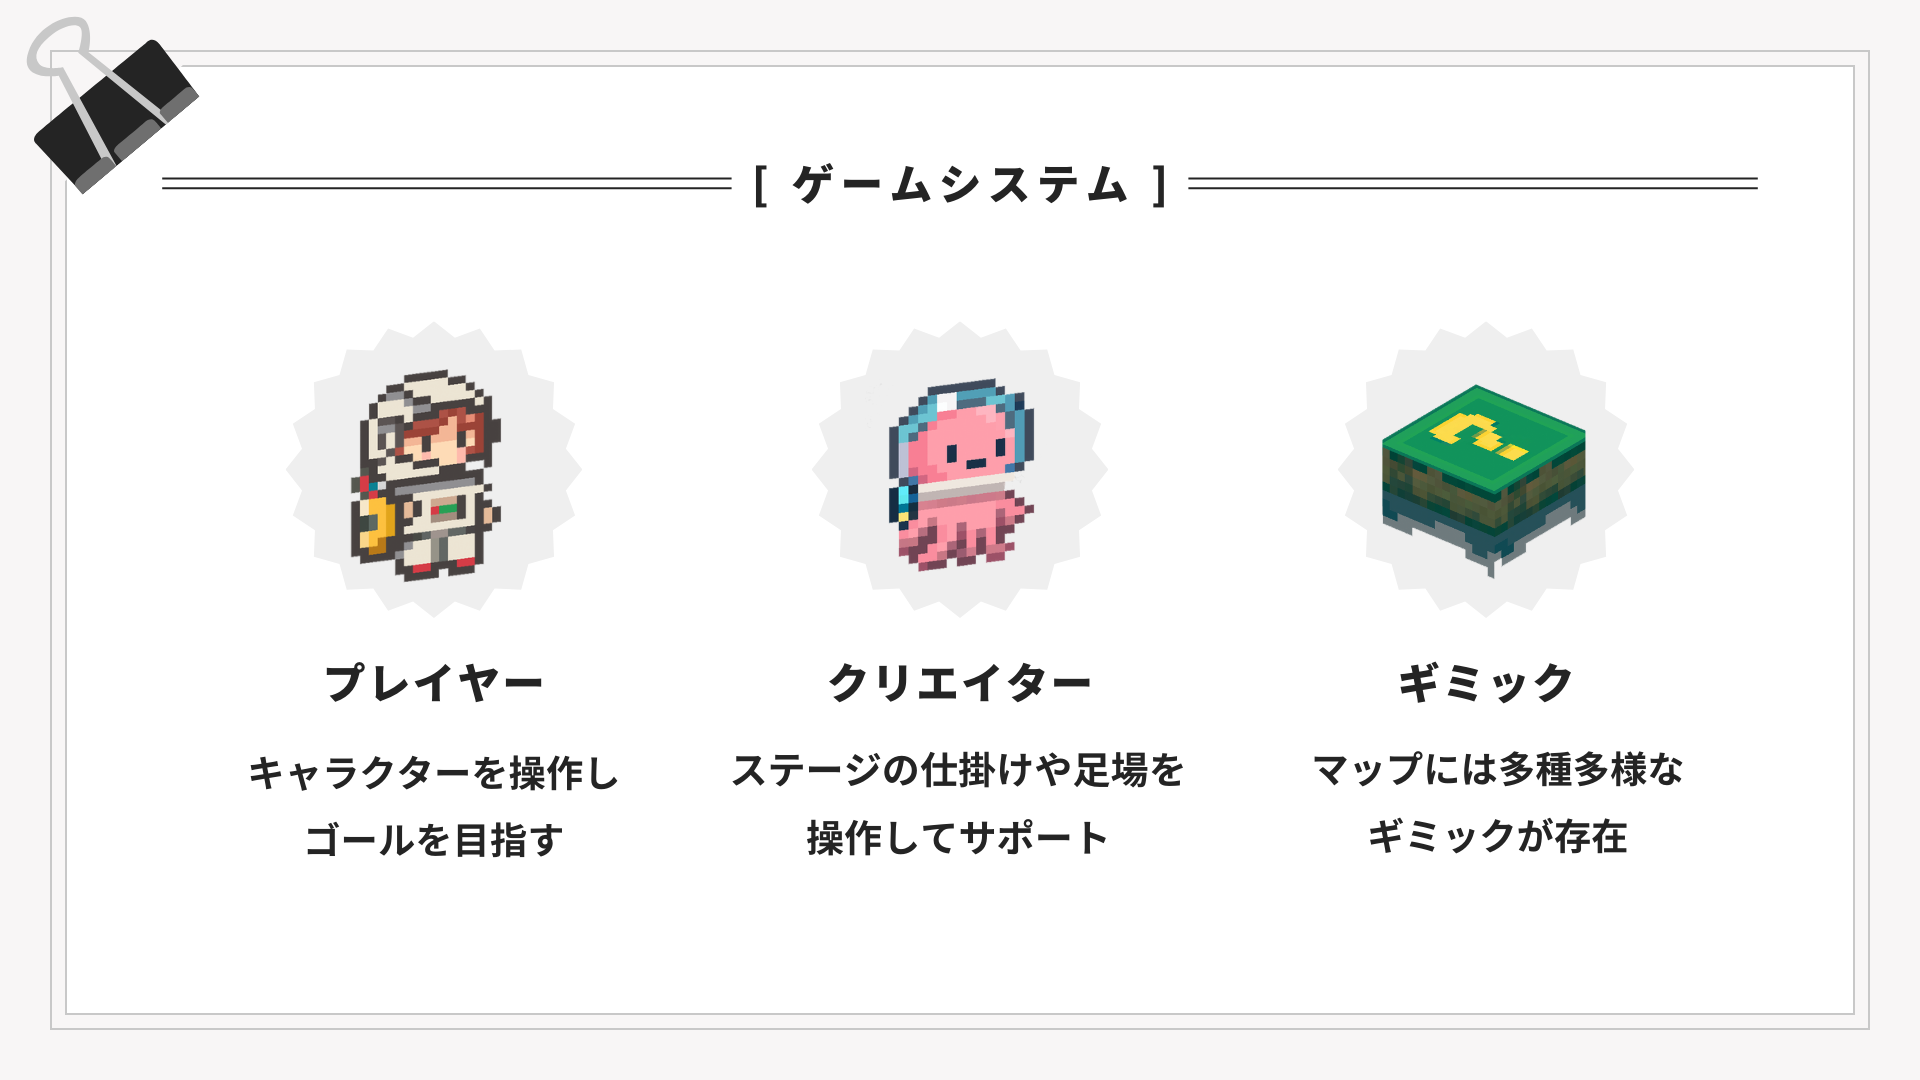 [ ゲームシステム ]
プレイヤー
キャラクターを操作し
ゴールを目指す
クリエイター
ステージの仕掛けや足場を
操作してサポート
?
ギミック
マップには多種多様な
ギミックが存在